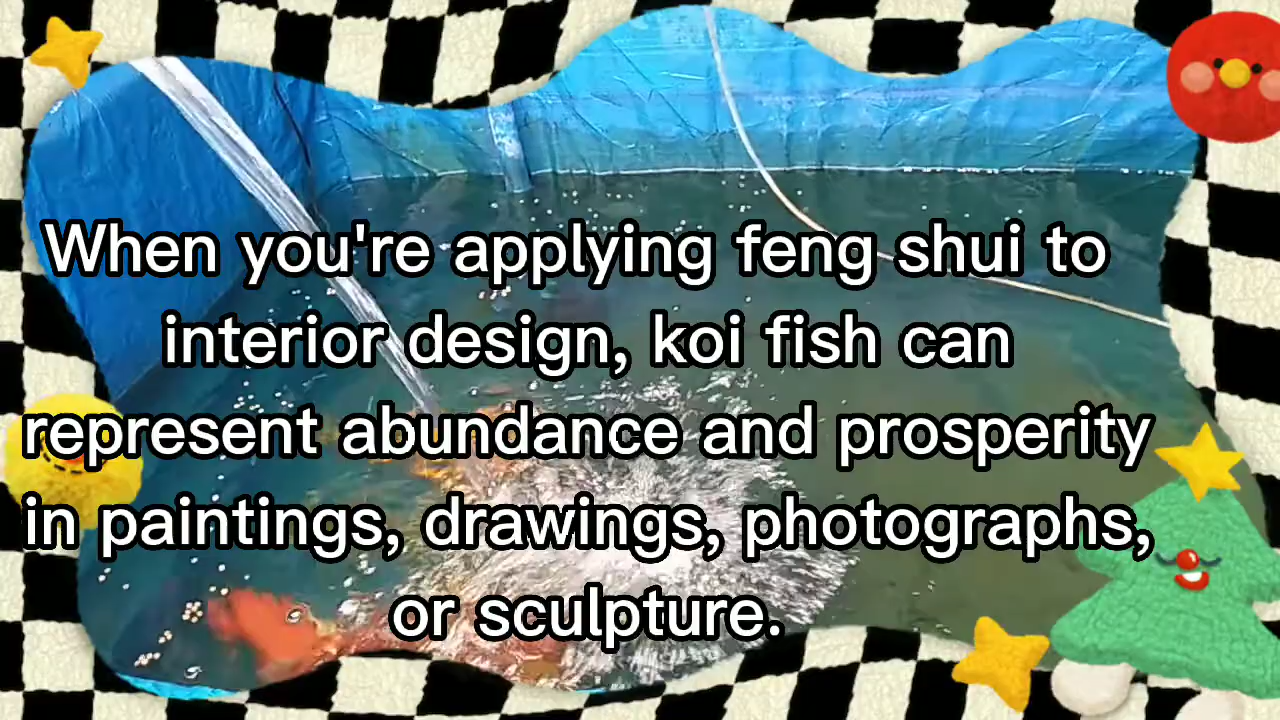 When you're applying feng shui to
interior design, koi fish can
represent abundance and prosperity
in paintings, drawings, photographs,
or sculpture.